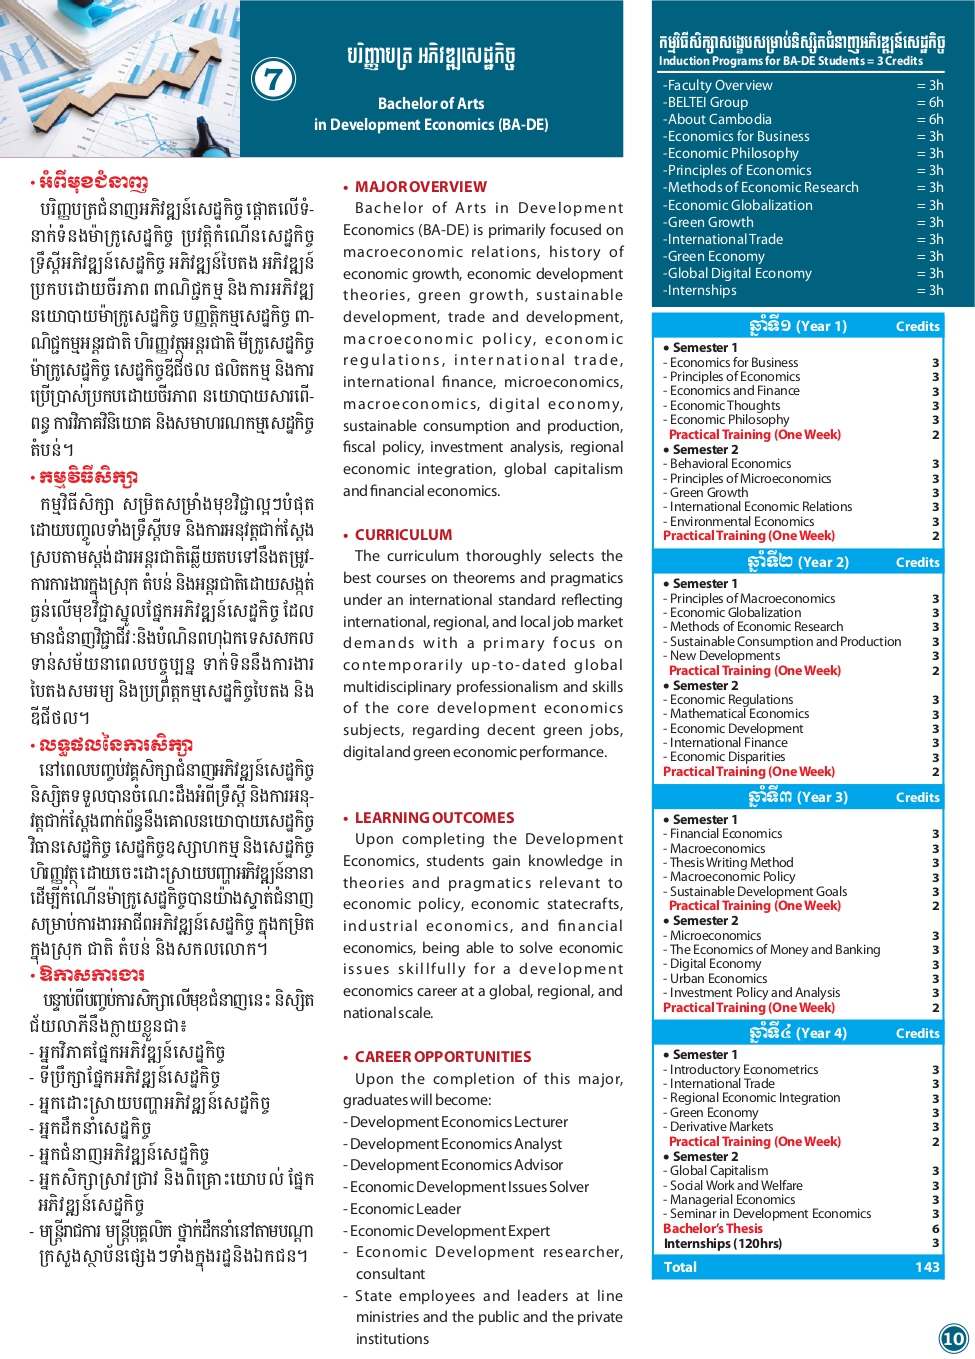 7
បរិញ្ញាបត្រ អភិវឌ្ឍសេដ្ឋកិច្ច
Bachelor of Arts
in Development Economics (BA-DE)
• អំពីមុខជំនាញ
បរិញ្ញបត្រជំនាញអភិវឌ្ឍន៍សេដ្ឋកិច្ច ផ្តោតលើទំ-
នាក់ទំនងម៉ាក្រូសេដ្ឋកិច្ច ប្រវត្តិកំណើនសេដ្ឋកិច្ច
ទ្រឹស្តីអភិវឌ្ឍន៍សេដ្ឋកិច្ច អភិវឌ្ឍន៍បៃតង អភិវឌ្ឍន៍
ប្រកបដោយចីរភាព ពាណិជ្ជកម្ម និងការអភិវឌ្ឍ
នយោបាយម៉ាក្រូសេដ្ឋកិច្ច បញ្ញត្តិកម្មសេដ្ឋកិច្ច ពា-
ណិជ្ជកម្មអន្តរជាតិ ហិរញ្ញវត្ថុអន្តរជាតិ មីក្រូសេដ្ឋកិច្ច
ម៉ាក្រូសេដ្ឋកិច្ច សេដ្ឋកិច្ចឌីជីថល ផលិតកម្ម និងការ
ប្រើប្រាស់ប្រកបដោយចីរភាព នយោបាយសារពើ-
ពន្ធ ការវិភាគវិនិយោគ និងសមាហរណកម្មសេដ្ឋកិច្ច
តំបន់។
• កម្មវិធីសិក្សា
កម្មវិធីសិក្សា សម្រិតសម្រាំងមុខវិជ្ជាល្អៗបំផុត
ដោយបញ្ចូលទាំងទ្រឹស្តីបទ និងការអនុវត្តជាក់ស្តែង
ស្របតាមស្តង់ដារអន្តរជាតិឆ្លើយតបទៅនឹងតម្រូវ-
ការការងារក្នុងស្រុក តំបន់ និងអន្តរជាតិដោយសង្កត់
ធ្ងន់លើមុខវិជ្ជាស្នូលផ្នែកអភិវឌ្ឍន៍សេដ្ឋកិច្ច ដែល
មានជំនាញវិជ្ជាជីវៈនិងបំណិនពហុឯកទេសសកល
ទាន់សម័យនាពេលបច្ចុប្បន្ន ទាក់ទិននឹងការងារ
បៃតងសមរម្យ និងប្រព្រឹត្តកម្មសេដ្ឋកិច្ចបៃតង និង
ឌីជីថល។
• លទ្ធផលនៃការសិក្សា
នៅពេលបញ្ចប់វគ្គសិក្សាជំនាញអភិវឌ្ឍន៍សេដ្ឋកិច្ច
និស្សិតទទួលបានចំណេះដឹងអំពីទ្រឹស្តី និងការអនុ-
វត្តជាក់ស្តែងពាក់ព័ន្ធនឹងគោលនយោបាយសេដ្ឋកិច្ច
វិធានសេដ្ឋកិច្ច សេដ្ឋកិច្ចឧស្សាហកម្ម និងសេដ្ឋកិច្ច
ហិរញ្ញវត្ថុ ដោយចេះដោះស្រាយបញ្ហាអភិវឌ្ឍន៍នានា
ដើម្បីកំណើនម៉ាក្រូសេដ្ឋកិច្ចបានយ៉ាងស្ទាត់ជំនាញ
សម្រាប់ការងារអាជីពអភិវឌ្ឍន៍សេដ្ឋកិច្ច ក្នុងកម្រិត
ក្នុងស្រុក ជាតិ តំបន់ និងសកលលោក។
• ឱកាសការងារ
បន្ទាប់ពីបញ្ចប់ការសិក្សាលើមុខជំនាញនេះ និស្សិត
ជ័យលាភីនឹងក្លាយខ្លួនជា៖
- អ្នកវិភាគផ្នែកអភិវឌ្ឍន៍សេដ្ឋកិច្ច
- ទីប្រឹក្សាផ្នែកអភិវឌ្ឍន៍សេដ្ឋកិច្ច
- អ្នកដោះស្រាយបញ្ហាអភិវឌ្ឍន៍សេដ្ឋកិច្ច
- អ្នកដឹកនាំសេដ្ឋកិច្ច
- អ្នកជំនាញអភិវឌ្ឍន៍សេដ្ឋកិច្ច
- អ្នកសិក្សាស្រាវជ្រាវ និងពិគ្រោះយោបល់ ផ្នែក
អភិវឌ្ឍន៍សេដ្ឋកិច្ច
- មន្ត្រីរាជការ មន្ត្រីបុគ្គលិក ថ្នាក់ដឹកនាំនៅតាមបណ្តា
ក្រសួងស្ថាប័នផ្សេងៗទាំងក្នុងរដ្ឋនិងឯកជន។
• MAJOR OVERVIEW
Bachelor of Arts in Development
Economics (BA-DE) is primarily focused on
macroeconomic relations, history of
economic growth, economic development
theories, green growth, sustainable
development, trade and development,
macroeconomic policy, economic
regulations, international trade,
international finance, microeconomics,
macroeconomics, digital economy,
sustainable consumption and production,
fiscal policy, investment analysis, regional
economic integration, global capitalism
and financial economics.
• CURRICULUM
The curriculum thoroughly selects the
best courses on theorems and pragmatics
under an international standard reflecting
international, regional, and local job market
demands with a primary focus on
contemporarily up-to-dated global
multidisciplinary professionalism and skills
of the core development economics
subjects, regarding decent green jobs,
digital and green economic performance.
• LEARNING OUTCOMES
Upon completing the Development
Economics, students gain knowledge in
theories and pragmatics relevant to
economic policy, economic statecrafts,
industrial economics, and financial
economics, being able to solve economic
issues skillfully for a development
economics career at a global, regional, and
national scale.
• CAREER OPPORTUNITIES
Upon the completion of this major,
graduates will become:
- Development Economics Lecturer
- Development Economics Analyst
- Development Economics Advisor
- Economic Development Issues Solver
- Economic Leader
- Economic Development Expert
- Economic Development researcher,
consultant
- State employees and leaders at line
ministries and the public and the private
institutions
កម្មវិធីសិក្សាសង្ខេបសម្រាប់និស្សិតជំនាញអភិវឌ្ឍន៍សេដ្ឋកិច្ច
Induction Programs for BA-DE Students = 3 Credits
-Faculty Overview = 3h
-BELTEI Group = 6h
-About Cambodia = 6h
-Economics for Business = 3h
-Economic Philosophy = 3h
-Principles of Economics = 3h
-Methods of Economic Research = 3h
-Economic Globalization = 3h
-Green Growth = 3h
-International Trade = 3h
-Green Economy = 3h
-Global Digital Economy = 3h
-Internships = 3h
ឆ្នាំទី១ (Year 1) Credits
• Semester 1
- Economics for Business 3
- Principles of Economics 3
- Economics and Finance 3
- Economic Thoughts 3
- Economic Philosophy 3
Practical Training (One Week) 2
• Semester 2
- Behavioral Economics 3
- Principles of Microeconomics 3
- Green Growth 3
- International Economic Relations 3
- Environmental Economics 3
Practical Training (One Week) 2
ឆ្នាំទី២ (Year 2) Credits
• Semester 1
- Principles of Macroeconomics 3
- Economic Globalization 3
- Methods of Economic Research 3
- Sustainable Consumption and Production 3
- New Developments 3
Practical Training (One Week) 2
• Semester 2
- Economic Regulations 3
- Mathematical Economics 3
- Economic Development 3
- International Finance 3
- Economic Disparities 3
Practical Training (One Week) 2
ឆ្នាំទី៣ (Year 3) Credits
• Semester 1
- Financial Economics 3
- Macroeconomics 3
- Thesis Writing Method 3
- Macroeconomic Policy 3
- Sustainable Development Goals 3
Practical Training (One Week) 2
• Semester 2
- Microeconomics 3
- The Economics of Money and Banking 3
- Digital Economy 3
- Urban Economics 3
- Investment Policy and Analysis 3
Practical Training (One Week) 2
ឆ្នាំទី៤ (Year 4) Credits
• Semester 1
- Introductory Econometrics 3
- International Trade 3
- Regional Economic Integration 3
- Green Economy 3
- Derivative Markets 3
Practical Training (One Week) 2
• Semester 2
- Global Capitalism 3
- Social Work and Welfare 3
- Managerial Economics 3
- Seminar in Development Economics 3
Bachelor's Thesis 6
Internships (120hrs) 3
Total 143
10